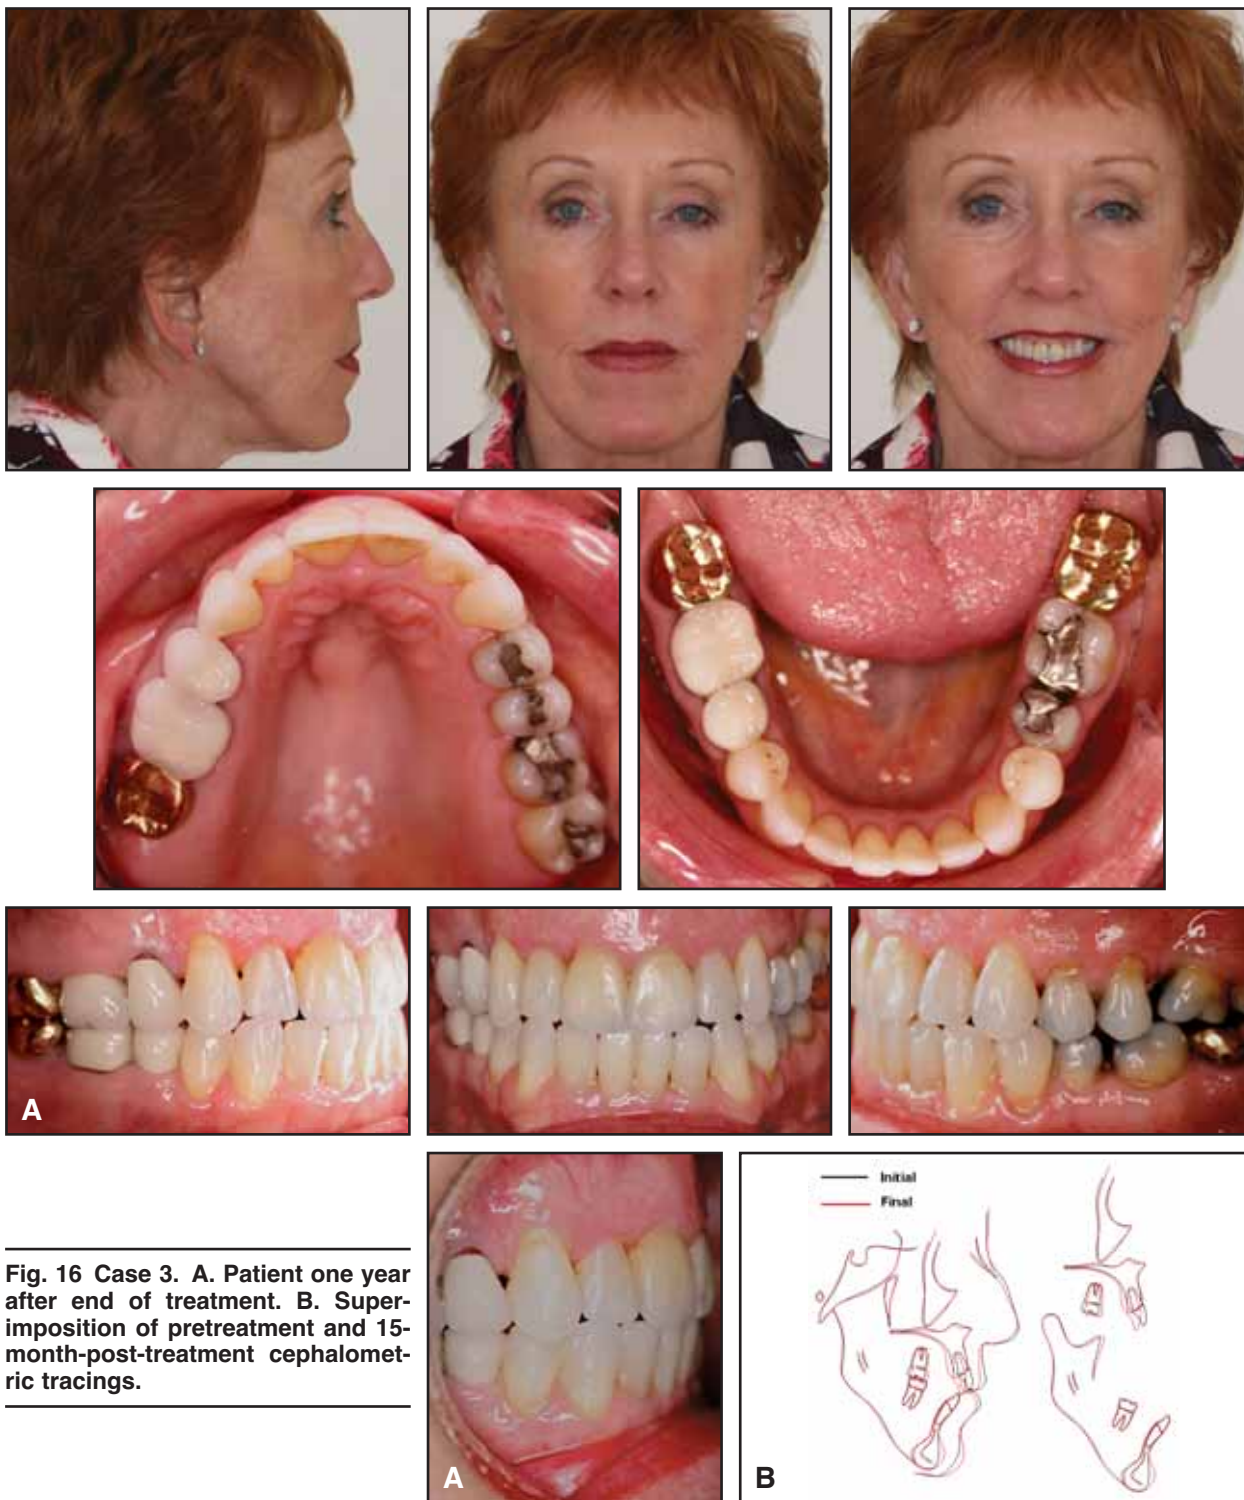 A
A
Initial
Final
B
Fig. 16 Case 3. A. Patient one year
after end of treatment. B. Super-
imposition of pretreatment and 15-
month-post-treatment cephalomet-
ric tracings.